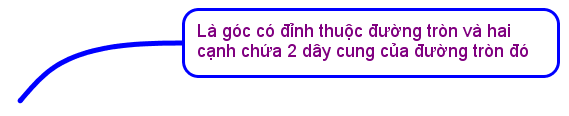 Là góc có đỉnh thuộc đường tròn và hai
cạnh chứa 2 dây cung của đường tròn đó